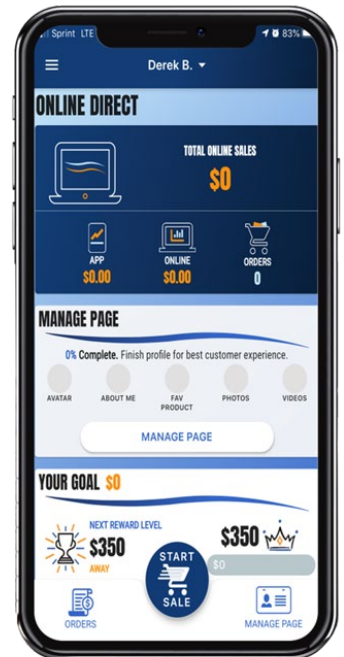 Sprint LTE 83%
Derek B.
ONLINE DIRECT
TOTAL ONLINE SALES
$0
APP
$0.00
ONLINE
$0.00
ORDERS
0
MANAGE PAGE
0% Complete. Finish profile for best customer experience.
AVATAR
ABOUT ME
FAV
PRODUCT
PHOTOS
VIDEOS
MANAGE PAGE
YOUR GOAL $0
NEXT REWARD LEVEL
$350
AWAY
$350
$0
START
SALE
ORDERS
MANAGE PAGE